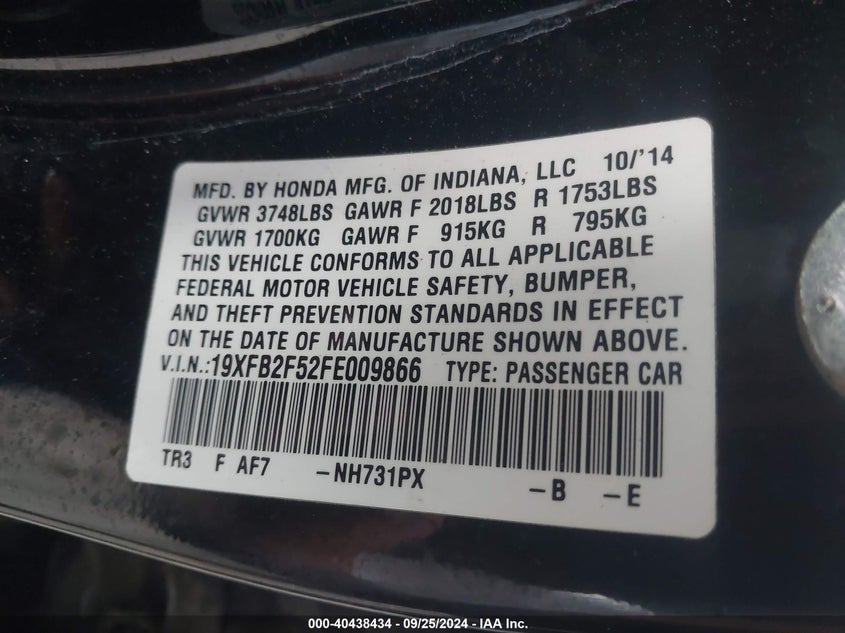 MFD. BY HONDA MFG. OF INDIANA, LLC 10/'14
GVWR 3748LBS GAWR F 2018LBS R 1753LBS
GVWR 1700KG GAWR F 915KG R 795KG
THIS VEHICLE CONFORMS TO ALL APPLICABLE
FEDERAL MOTOR VEHICLE SAFETY, BUMPER,
AND THEFT PREVENTION STANDARDS IN EFFECT
ON THE DATE OF MANUFACTURE SHOWN ABOVE.
V.I.N.:19XFB2F52FE009866 TYPE: PASSENGER CAR
TR3 F AF7 -NH731PX -B -E
000-40438434 - 09/25/2024 - IAA Inc.